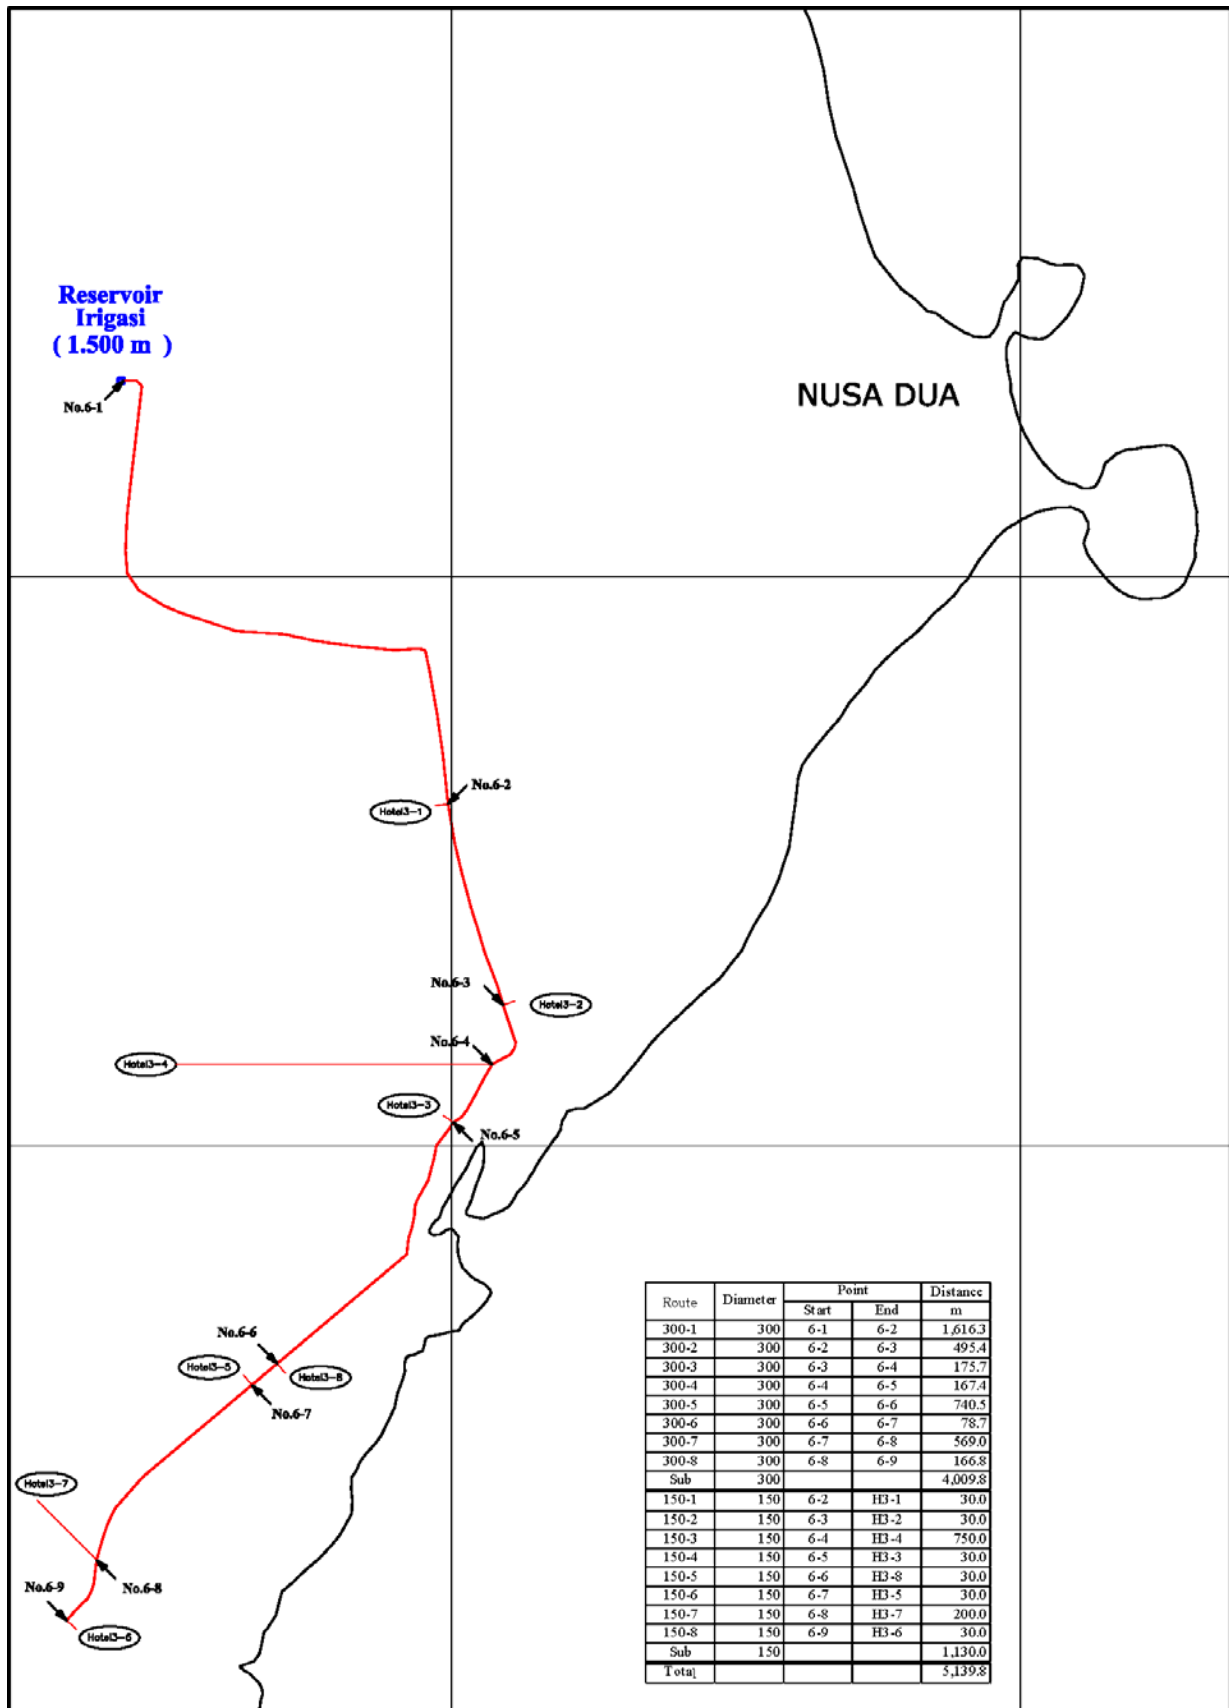 Reservoir
Irigasi
( 1.500 m )
No.6-1
NUSA DUA
No.6-2
Hotel3-1
No.6-3
Hotel3-2
No.6-4
Hotel3-4
Hotel3-3
No.6-5
No.6-6
Hotel3-5
Hotel3-8
No.6-7
Hotel3-7
No.6-9
No.6-8
Hotel3-6
Route Diameter Point Distance
Start End m
300-1 300 6-1 6-2 1,616.3
300-2 300 6-2 6-3 495.4
300-3 300 6-3 6-4 175.7
300-4 300 6-4 6-5 167.4
300-5 300 6-5 6-6 740.5
300-6 300 6-6 6-7 78.7
300-7 300 6-7 6-8 569.0
300-8 300 6-8 6-9 166.8
Sub 300 4,009.8
150-1 150 6-2 H3-1 30.0
150-2 150 6-3 H3-2 30.0
150-3 150 6-4 H3-4 750.0
150-4 150 6-5 H3-3 30.0
150-5 150 6-6 H3-8 30.0
150-6 150 6-7 H3-5 30.0
150-7 150 6-8 H3-7 200.0
150-8 150 6-9 H3-6 30.0
Sub 150 1,130.0
Total 5,139.8